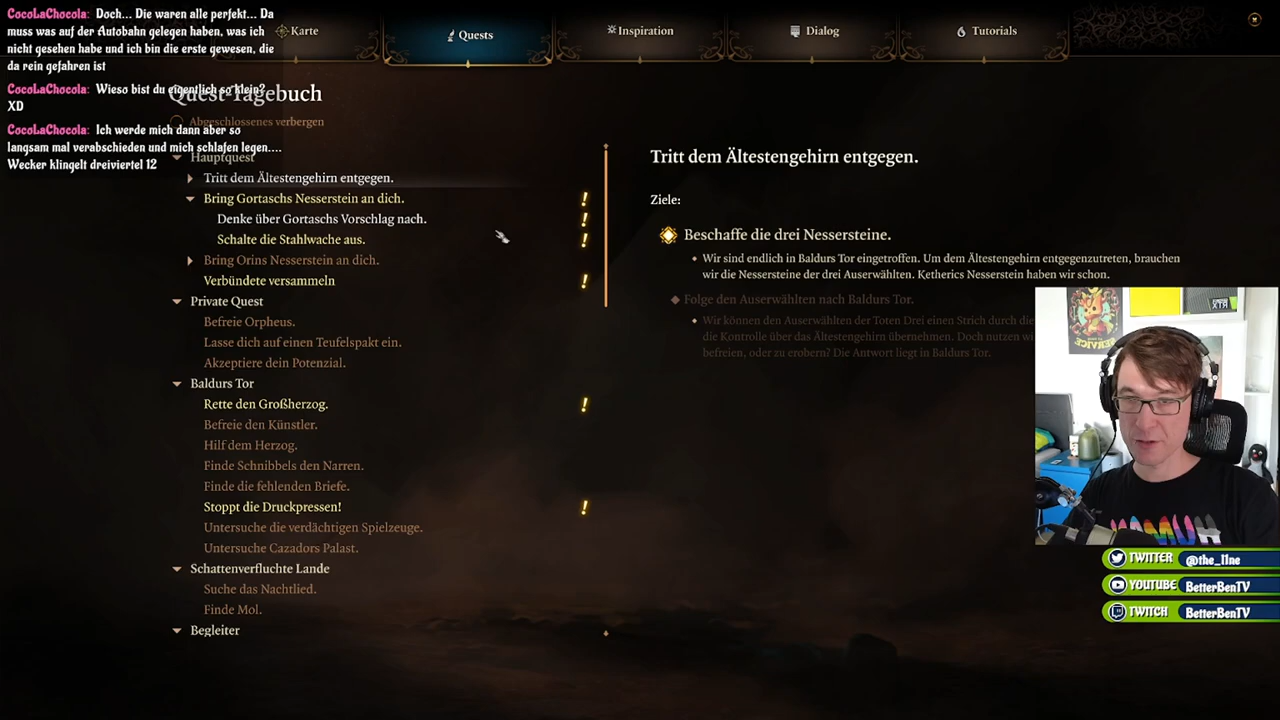 CocoLaChocola: Doch... Die waren alle perfekt... Da
muss was auf der Autobahn gelegen haben, was ich
nicht gesehen habe und ich bin die erste gewesen, die
da rein gefahren ist
CocoLaChocola: Wieso bist du eigentlich so klein?
XD
CocoLaChocola: Ich werde mich dann aber so
langsam mal verabschieden und mich schlafen legen....
Wecker klingelt dreiviertel 12
Karte
Quests
Inspiration
Dialog
Tutorials
Quest-Tagebuch
Abgeschlossenes verbergen
Hauptquest
Tritt dem Ältestengehirn entgegen.
Bring Gortaschs Nesserstein an dich.
Denke über Gortaschs Vorschlag nach.
Schalte die Stahlwache aus.
Bring Orins Nesserstein an dich.
Verbündete versammeln
Private Quest
Befreie Orpheus.
Lasse dich auf einen Teufelspakt ein.
Akzeptiere dein Potenzial.
Baldurs Tor
Rette den Großherzog.
Befreie den Künstler.
Hilf dem Herzog.
Finde Schnibbels den Narren.
Finde die fehlenden Briefe.
Stoppt die Druckpressen!
Untersuche die verdächtigen Spielzeuge.
Untersuche Cazadors Palast.
Schattenverfluchte Lande
Suche das Nachtlied.
Finde Mol.
Begleiter
Tritt dem Ältestengehirn entgegen.
Ziele:
Beschaffe die drei Nessersteine.
Wir sind endlich in Baldurs Tor eingetroffen. Um dem Ältestengehirn entgegenzutreten, brauchen
wir die Nessersteine der drei Auserwählten. Ketherics Nesserstein haben wir schon.
Folge den Auserwählten nach Baldurs Tor.
Wir können den Auserwählten der Toten Drei einen Strich durch die
die Kontrolle über das Ältestengehirn übernehmen. Doch nutzen wi
befreien, oder zu erobern? Die Antwort liegt in Baldurs Tor.
TWITTER @the_11ne
YOUTUBE BetterBenTV
TWITCH BetterBenTV